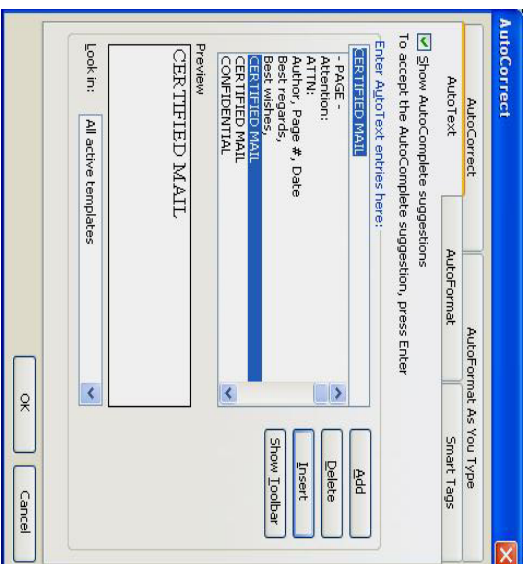 AutoCorrect
AutoCorrect
AutoFormat As You Type
AutoText
AutoFormat
Smart Tags
Show AutoComplete suggestions
To accept the AutoComplete suggestion, press Enter
Enter AutoText entries here:
CERTIFIED MAIL
Add
- PAGE -
Attention:
ATTN:
Author, Page #, Date
Best regards,
Best wishes,
CERTIFIED MAIL
CERTIFIED MAIL
CONFIDENTIAL
Delete
Insert
Show Toolbar
Preview
CERTIFIED MAIL
Look in:
All active templates
OK
Cancel